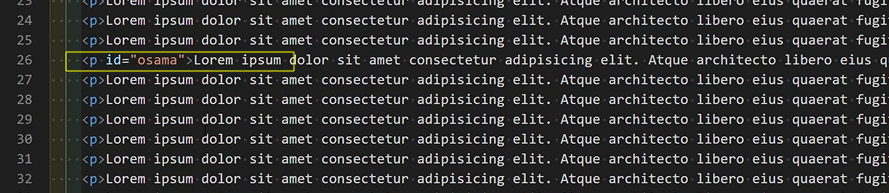 23 <p>Lorem ipsum dolor sit amet consectetur adipisicing elit. Atque architecto libero eius quaerat fugi
24 <p>Lorem ipsum dolor sit amet consectetur adipisicing elit. Atque architecto libero eius quaerat fugi
25 <p>Lorem ipsum dolor sit amet consectetur adipisicing elit. Atque architecto libero eius quaerat fugi
26 <p id="osama">Lorem ipsum dolor sit amet consectetur adipisicing elit. Atque architecto libero eius q
27 <p>Lorem ipsum dolor sit amet consectetur adipisicing elit. Atque architecto libero eius quaerat fugi
28 <p>Lorem ipsum dolor sit amet consectetur adipisicing elit. Atque architecto libero eius quaerat fugi
29 <p>Lorem ipsum dolor sit amet consectetur adipisicing elit. Atque architecto libero eius quaerat fugi
30 <p>Lorem ipsum dolor sit amet consectetur adipisicing elit. Atque architecto libero eius quaerat fugi
31 <p>Lorem ipsum dolor sit amet consectetur adipisicing elit. Atque architecto libero eius quaerat fugi
32 <p>Lorem ipsum dolor sit amet consectetur adipisicing elit. Atque architecto libero eius quaerat fugi